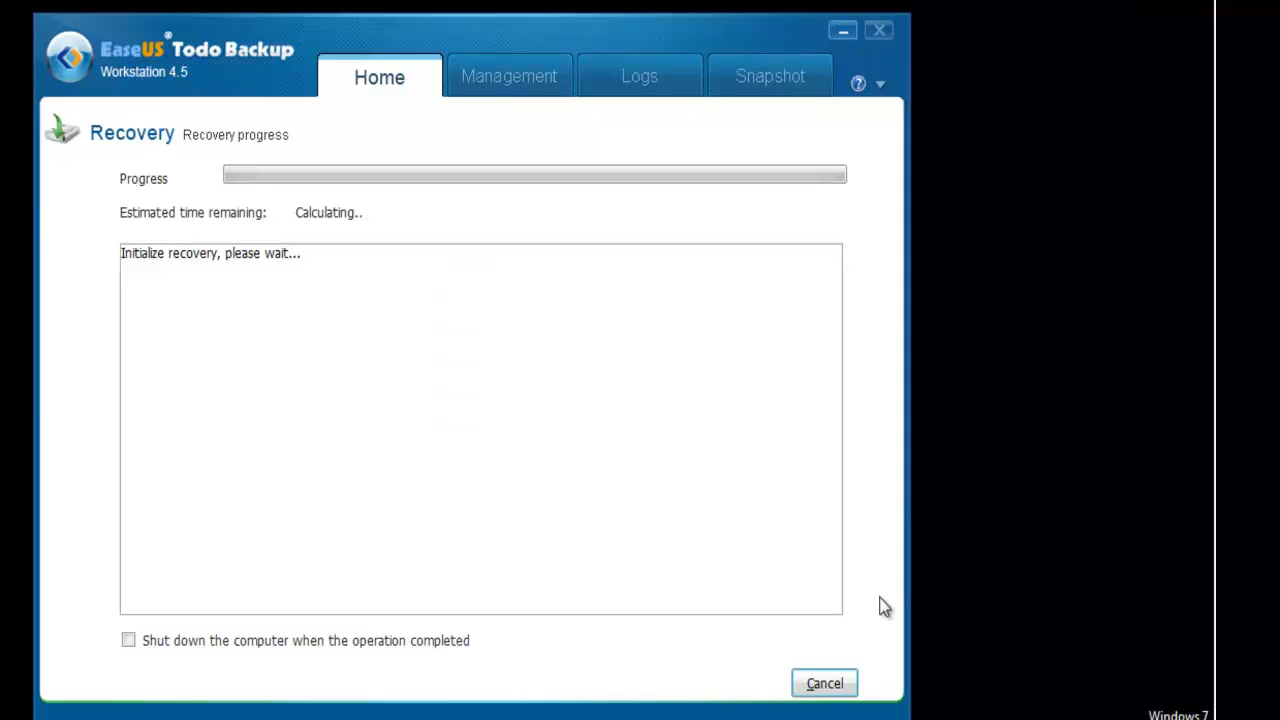 EaseUS® Todo Backup
Workstation 4.5
Home
Management
Logs
Snapshot
?
Recovery Recovery progress
Progress
Estimated time remaining: Calculating..
Initialize recovery, please wait...
Shut down the computer when the operation completed
Cancel
Windows 7